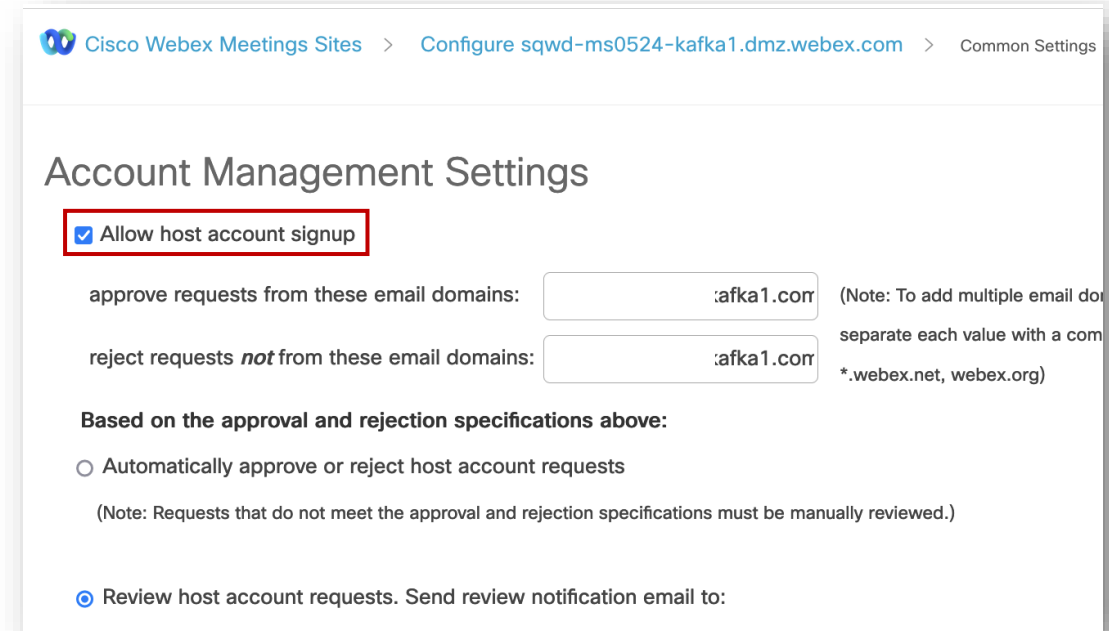 Cisco Webex Meetings Sites > Configure sqwd-ms0524-kafka1.dmz.webex.com > Common Settings
Account Management Settings
Allow host account signup
approve requests from these email domains: afka1.com (Note: To add multiple email
reject requests not from these email domains: afka1.com separate each value with a
*.webex.net, webex.org)
Based on the approval and rejection specifications above:
Automatically approve or reject host account requests
(Note: Requests that do not meet the approval and rejection specifications must be manually reviewed.)
Review host account requests. Send review notification email to: